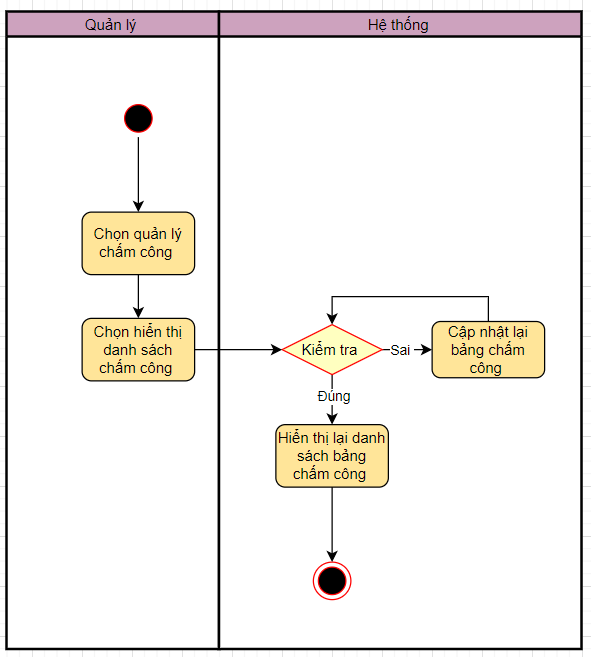 Quản lý
Hệ thống
Chọn quản lý
chấm công
Chọn hiển thị
danh sách
chấm công
Kiểm tra
Sai
Cập nhật lại
bảng chấm
công
Đúng
Hiển thị lại danh
sách bảng
chấm công